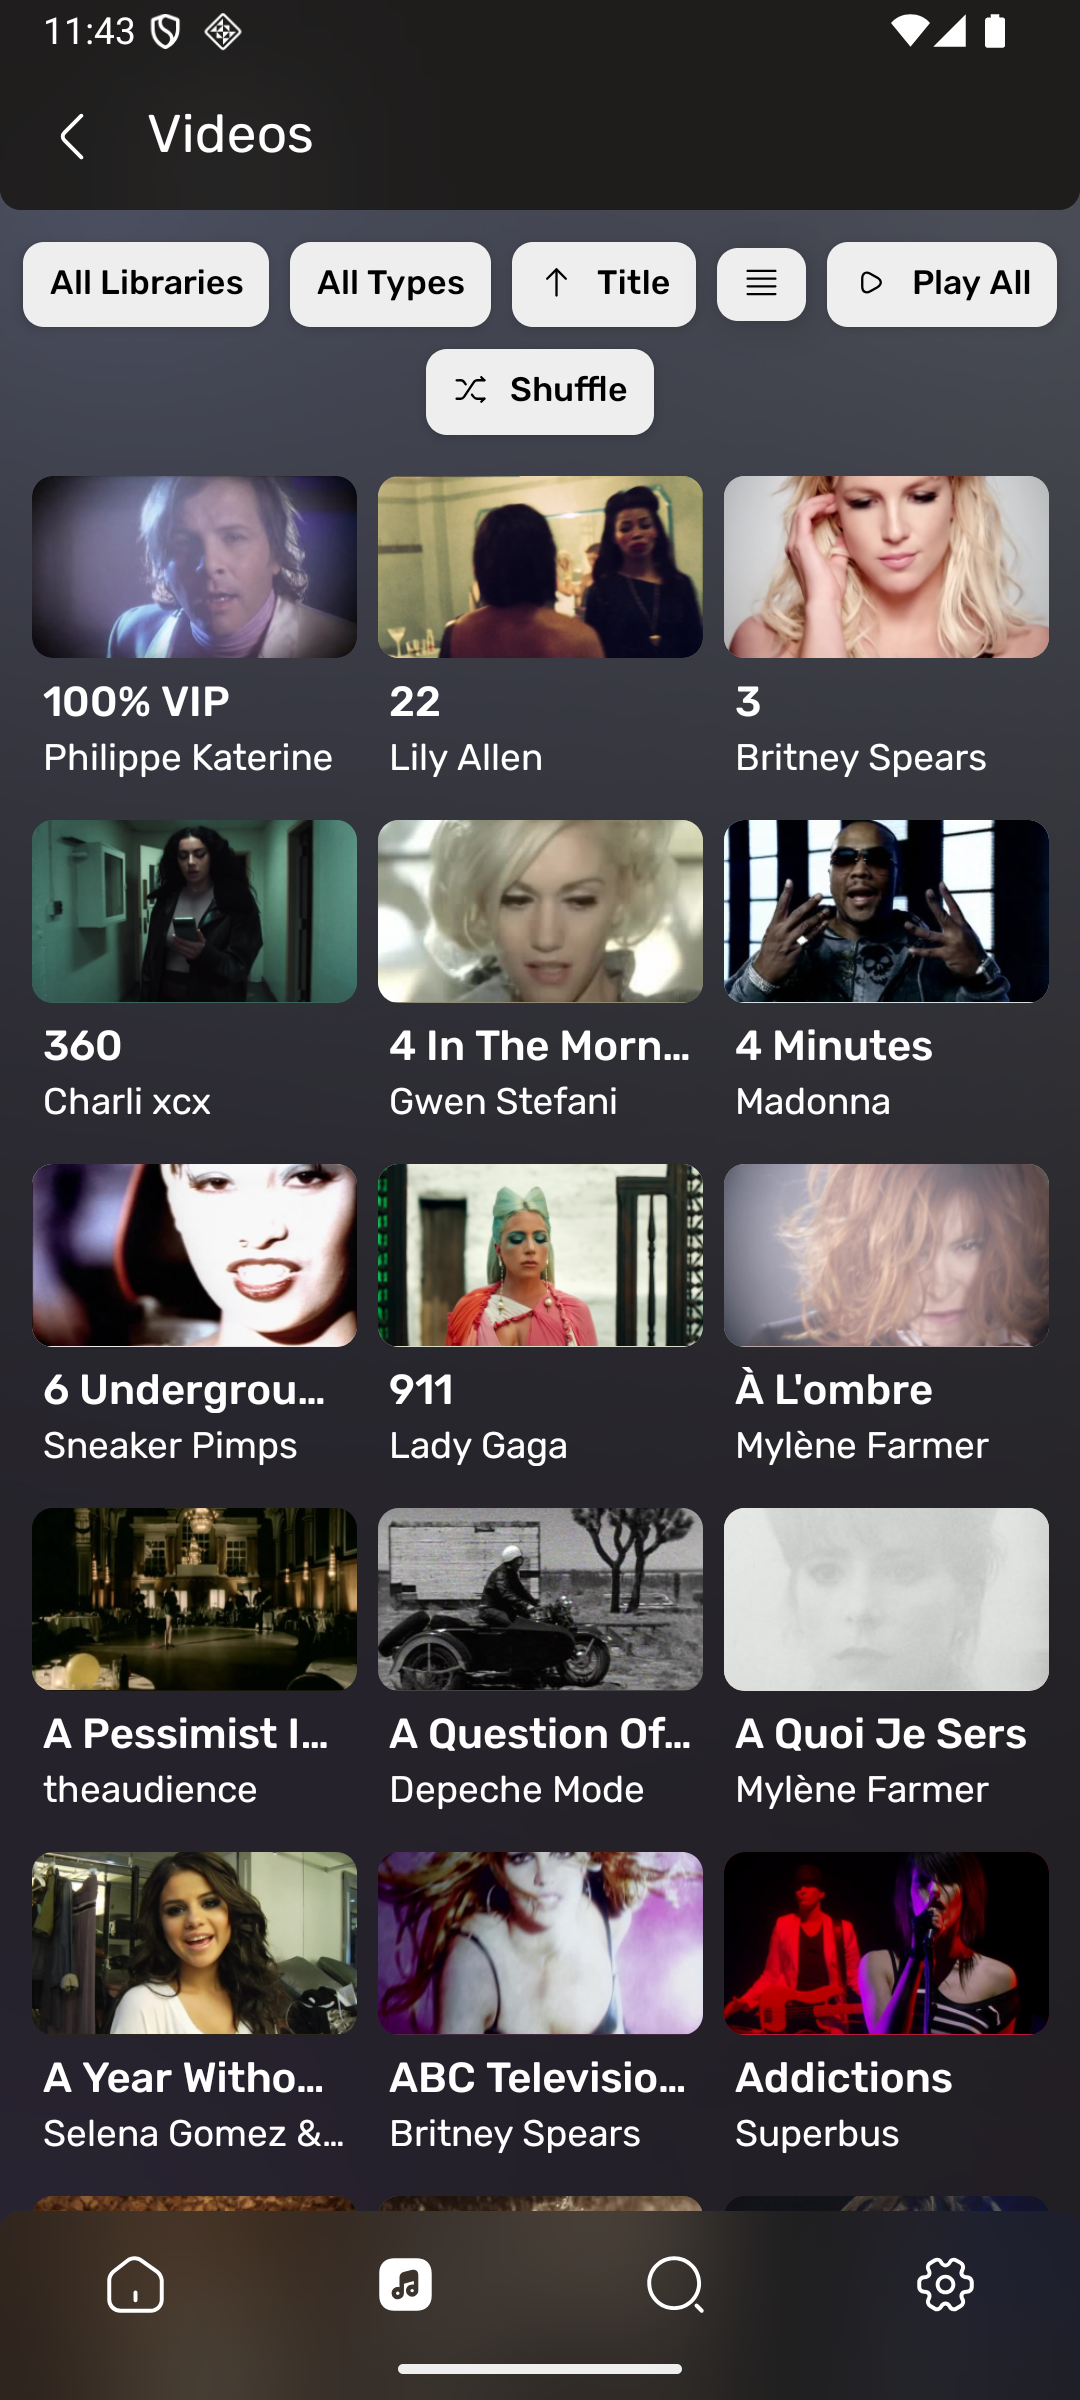 11:43
Videos
All Libraries
All Types
Title
Play All
Shuffle
100% VIP
Philippe Katerine
22
Lily Allen
3
Britney Spears
360
Charli xcx
4 In The Morn...
Gwen Stefani
4 Minutes
Madonna
6 Undergrou...
Sneaker Pimps
911
Lady Gaga
À L'ombre
Mylène Farmer
A Pessimist I...
theaudience
A Question Of...
Depeche Mode
A Quoi Je Sers
Mylène Farmer
A Year Witho...
Selena Gomez &...
ABC Televisio...
Britney Spears
Addictions
Superbus